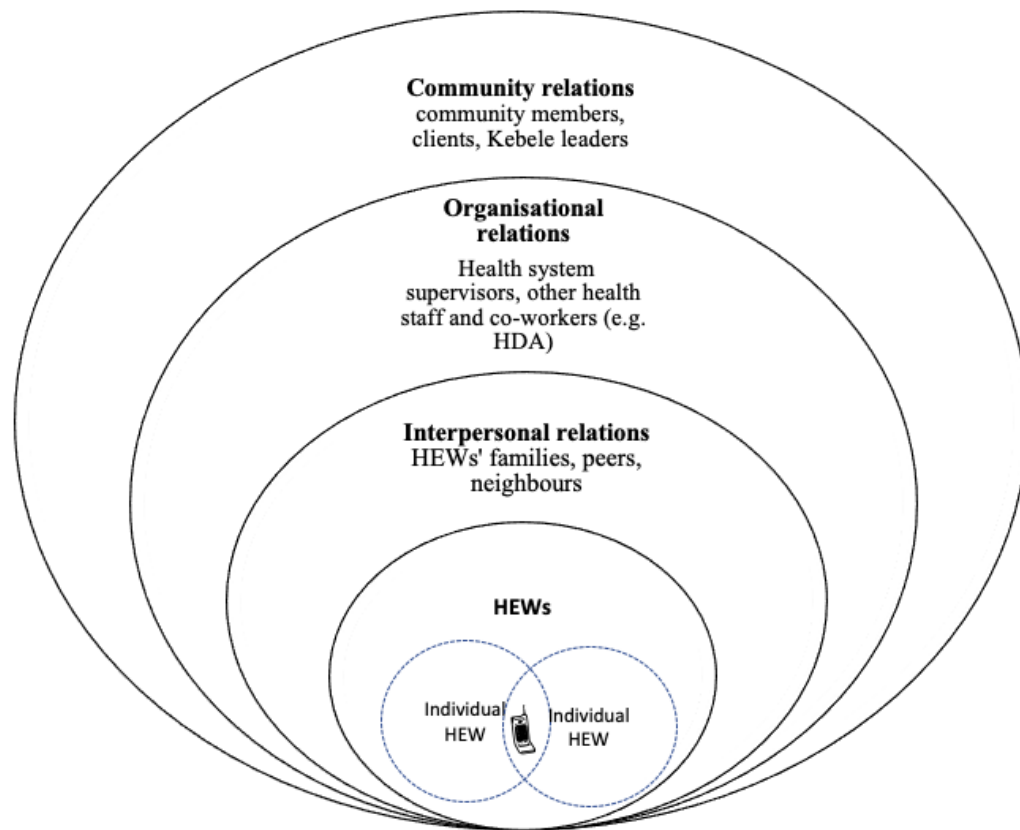 Community relations
community members,
clients, Kebele leaders
Organisational
relations
Health system
supervisors, other health
staff and co-workers (e.g.
HDA)
Interpersonal relations
HEWs' families, peers,
neighbours
HEWs
Individual
HEW
Individual
HEW